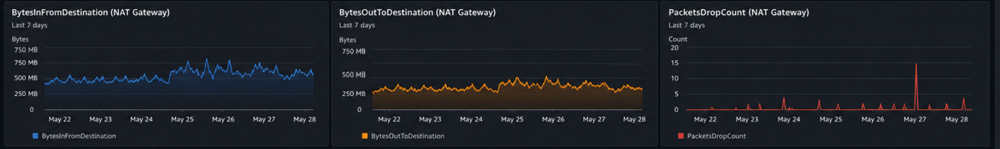 BytesInFromDestination (NAT Gateway)
Last 7 days
Bytes
750 MB
750 MB
500 MB
250 MB
0
May 22 May 23 May 24 May 25 May 26 May 27 May 28
BytesInFromDestination
BytesOutToDestination (NAT Gateway)
Last 7 days
Bytes
750 MB
500 MB
250 MB
0
May 22 May 23 May 24 May 25 May 26 May 27 May 28
BytesOutToDestination
PacketsDropCount (NAT Gateway)
Last 7 days
Count
20
15
10
5
0
May 22 May 23 May 24 May 25 May 26 May 27 May 28
PacketsDropCount